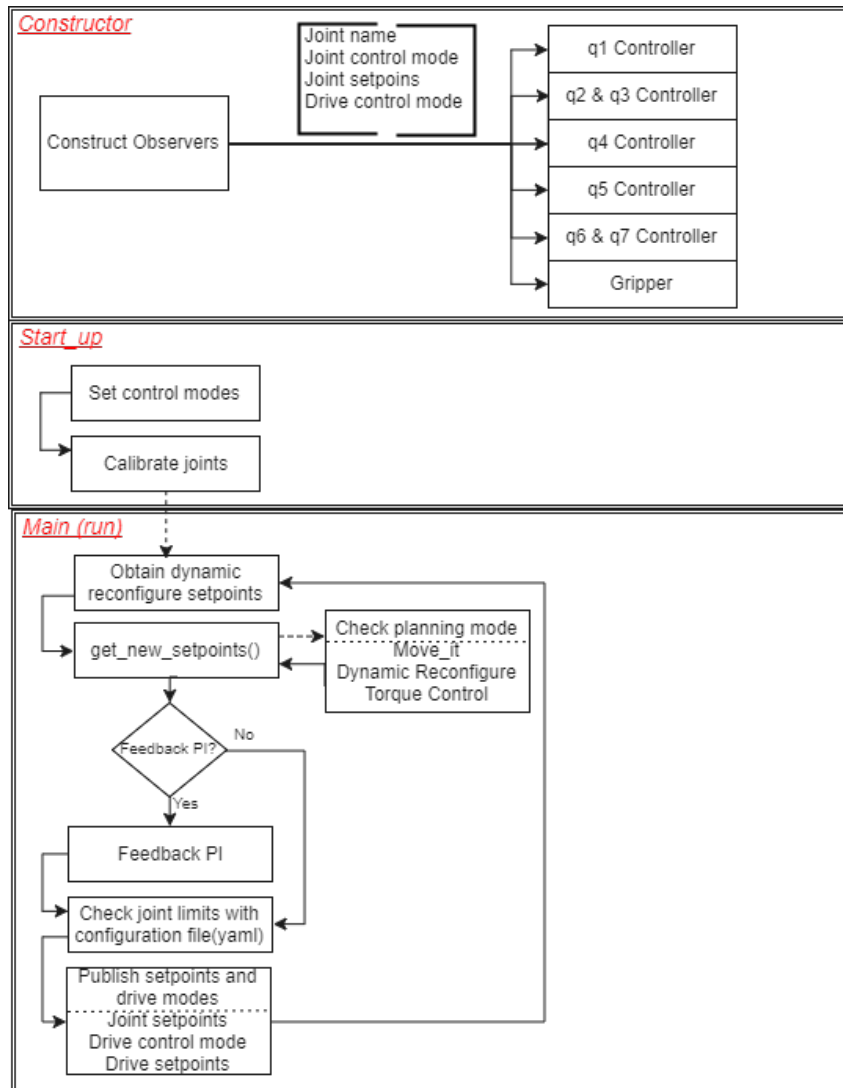 Constructor
Joint name
Joint control mode
Joint setpoins
Drive control mode
Construct Observers
q1 Controller
q2 & q3 Controller
q4 Controller
q5 Controller
q6 & q7 Controller
Gripper
Start_up
Set control modes
Calibrate joints
Main (run)
Obtain dynamic
reconfigure setpoints
get_new_setpoints()
Check planning mode
Move_it
Dynamic Reconfigure
Torque Control
Feedback PI?
No
Yes
Feedback PI
Check joint limits with
configuration file(yaml)
Publish setpoints and
drive modes
Joint setpoints
Drive control mode
Drive setpoints